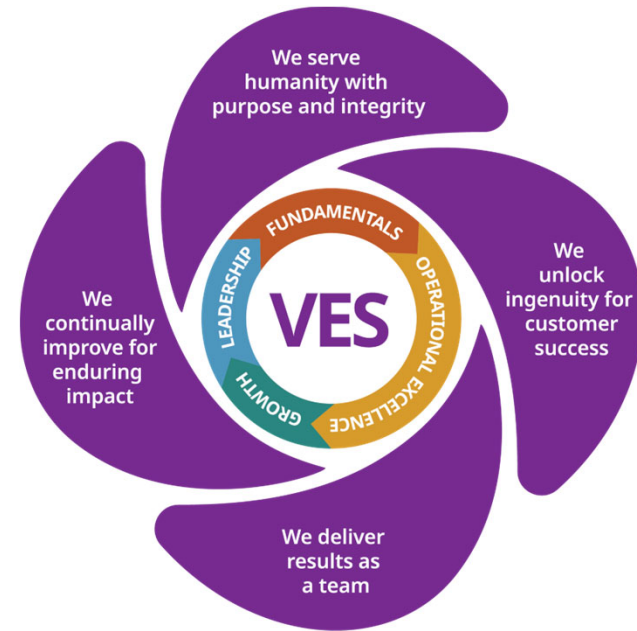 We serve
humanity with
purpose and integrity
We
unlock
ingenuity for
customer
success
We deliver
results as
a team
We
continually
improve for
enduring
impact
FUNDAMENTALS
OPERATIONAL EXCELLENCE
GROWTH
LEADERSHIP
VES